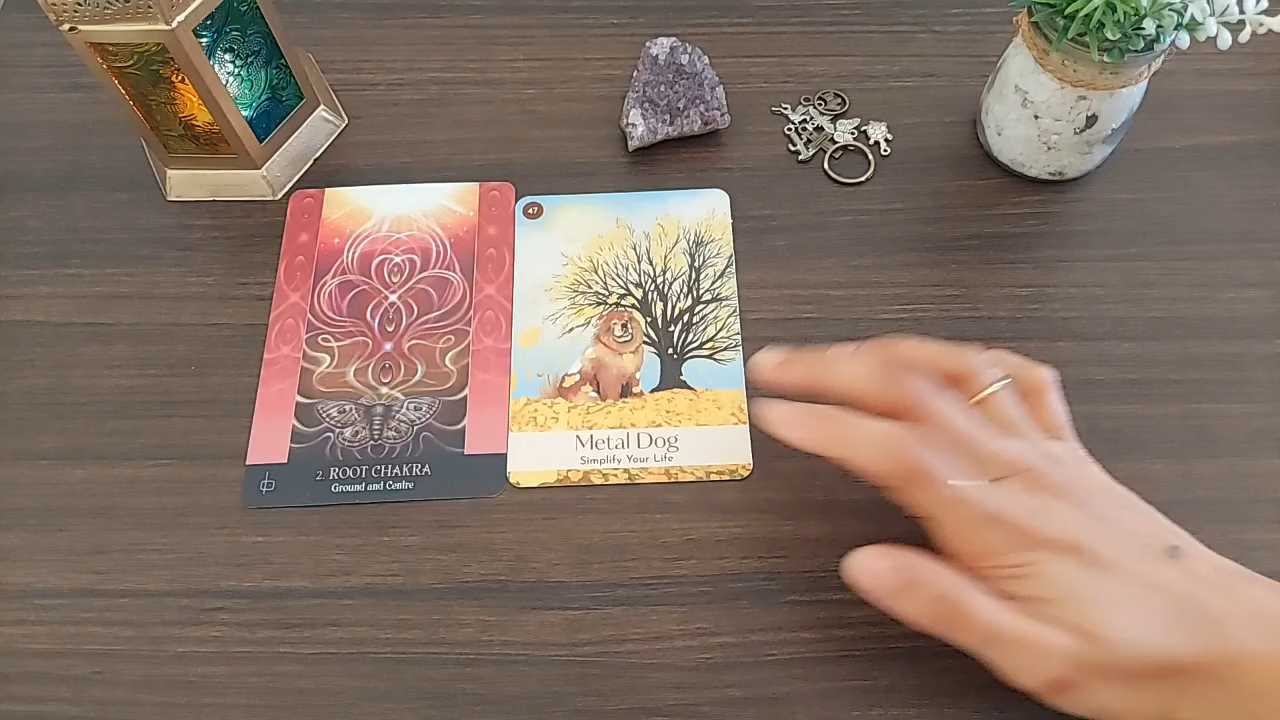 2. ROOT CHAKRA
Ground and Centre
47
Metal Dog
Simplify Your Life